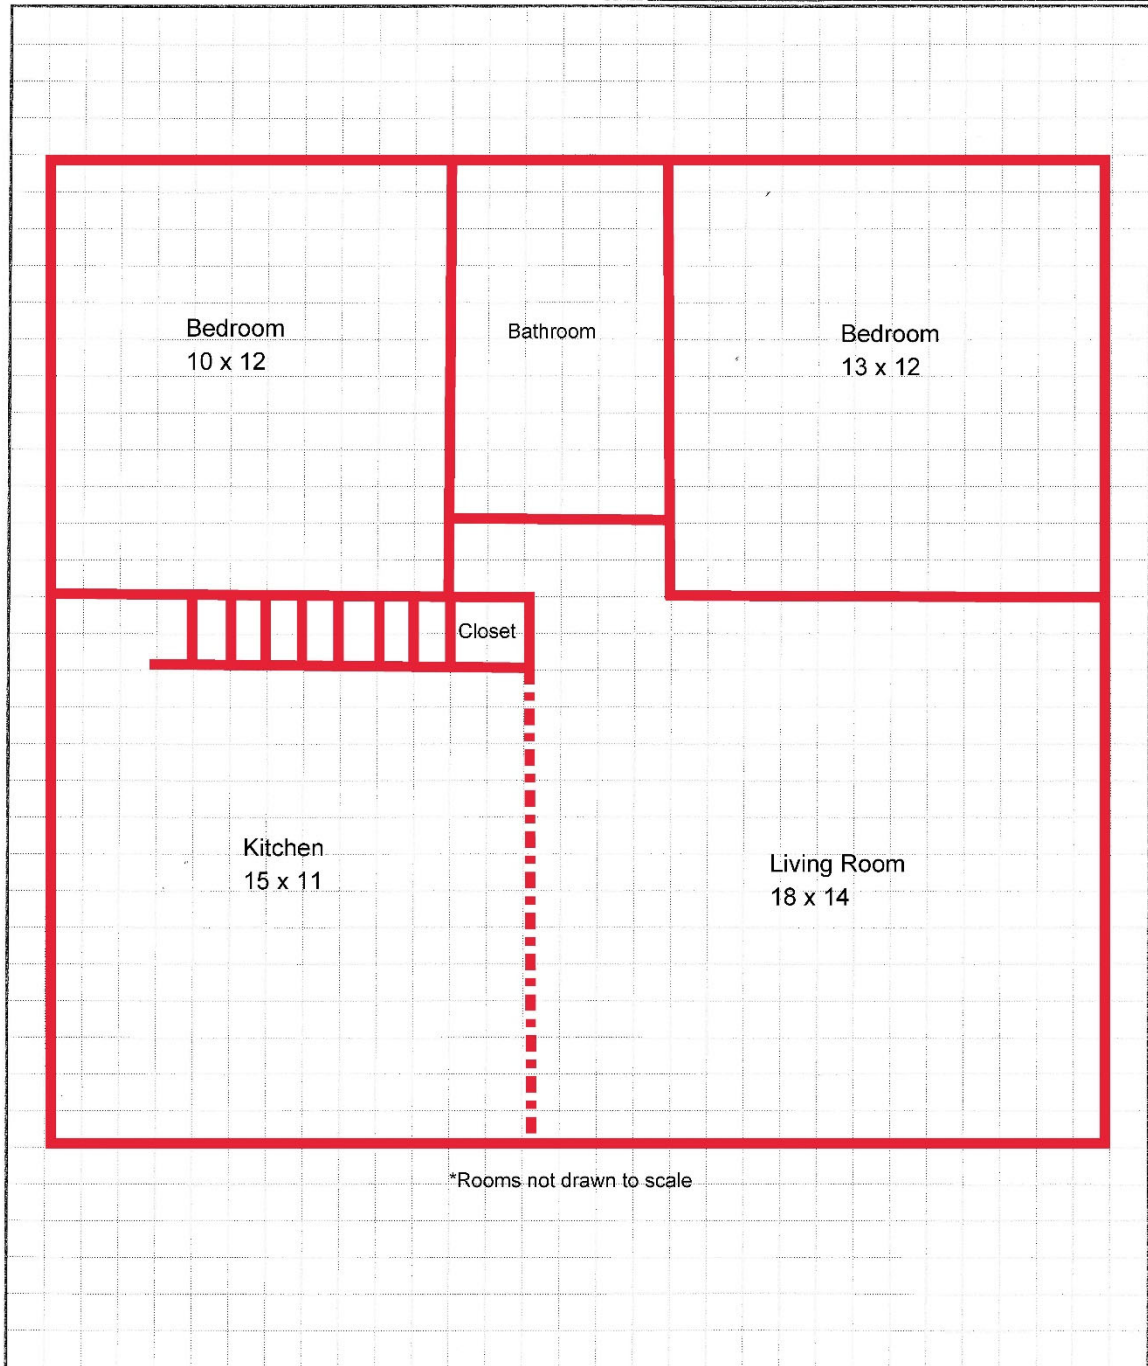 Bedroom
10 x 12
Bathroom
Bedroom
13 x 12
Closet
Kitchen
15 x 11
Living Room
18 x 14
*Rooms not drawn to scale